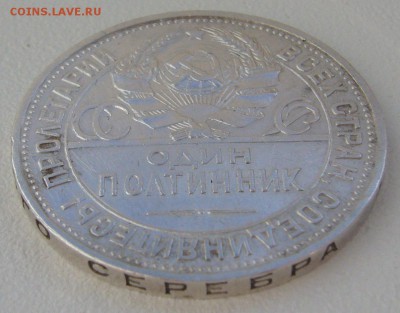 COINS.LAVE.RU
ПРОЛЕТАРИИ ВСЕХ СТРАН, СОЕДИНЯЙТЕСЬ
С С С Р
ОДИН
ПОЛТИННИК
СЕРЕБРА